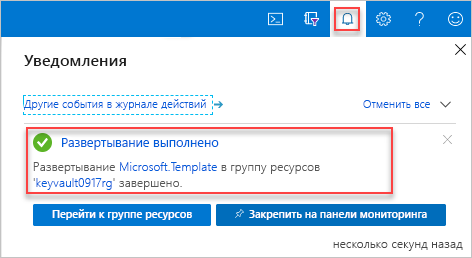 Уведомления
Другие события в журнале действий
Отменить все
Развертывание выполнено
Развертывание Microsoft.Template в группу ресурсов
'keyvault0917rg' завершено.
Перейти к группе ресурсов
Закрепить на панели мониторинга
несколько секунд назад